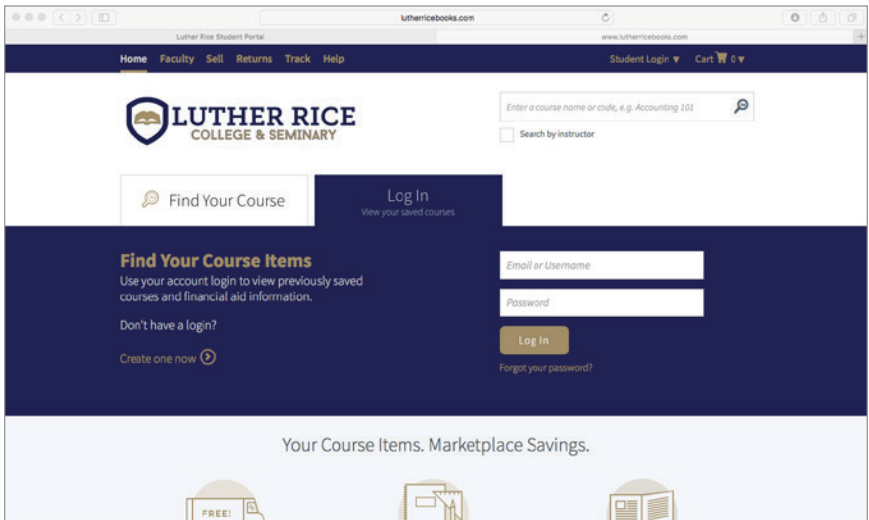 lutherricebooks.com
Luther Rice Student Portal
www.lutherricebooks.com
Home Faculty Sell Returns Track Help
Student Login Cart 0
LUTHER RICE
COLLEGE & SEMINARY
Enter a course name or code, e.g. Accounting 101
Search by instructor
Find Your Course
Log In
View your saved courses
Find Your Course Items
Use your account login to view previously saved
courses and financial aid information.
Don't have a login?
Create one now
Email or Username
Password
Log In
Forgot your password?
Your Course Items. Marketplace Savings.
FREE!